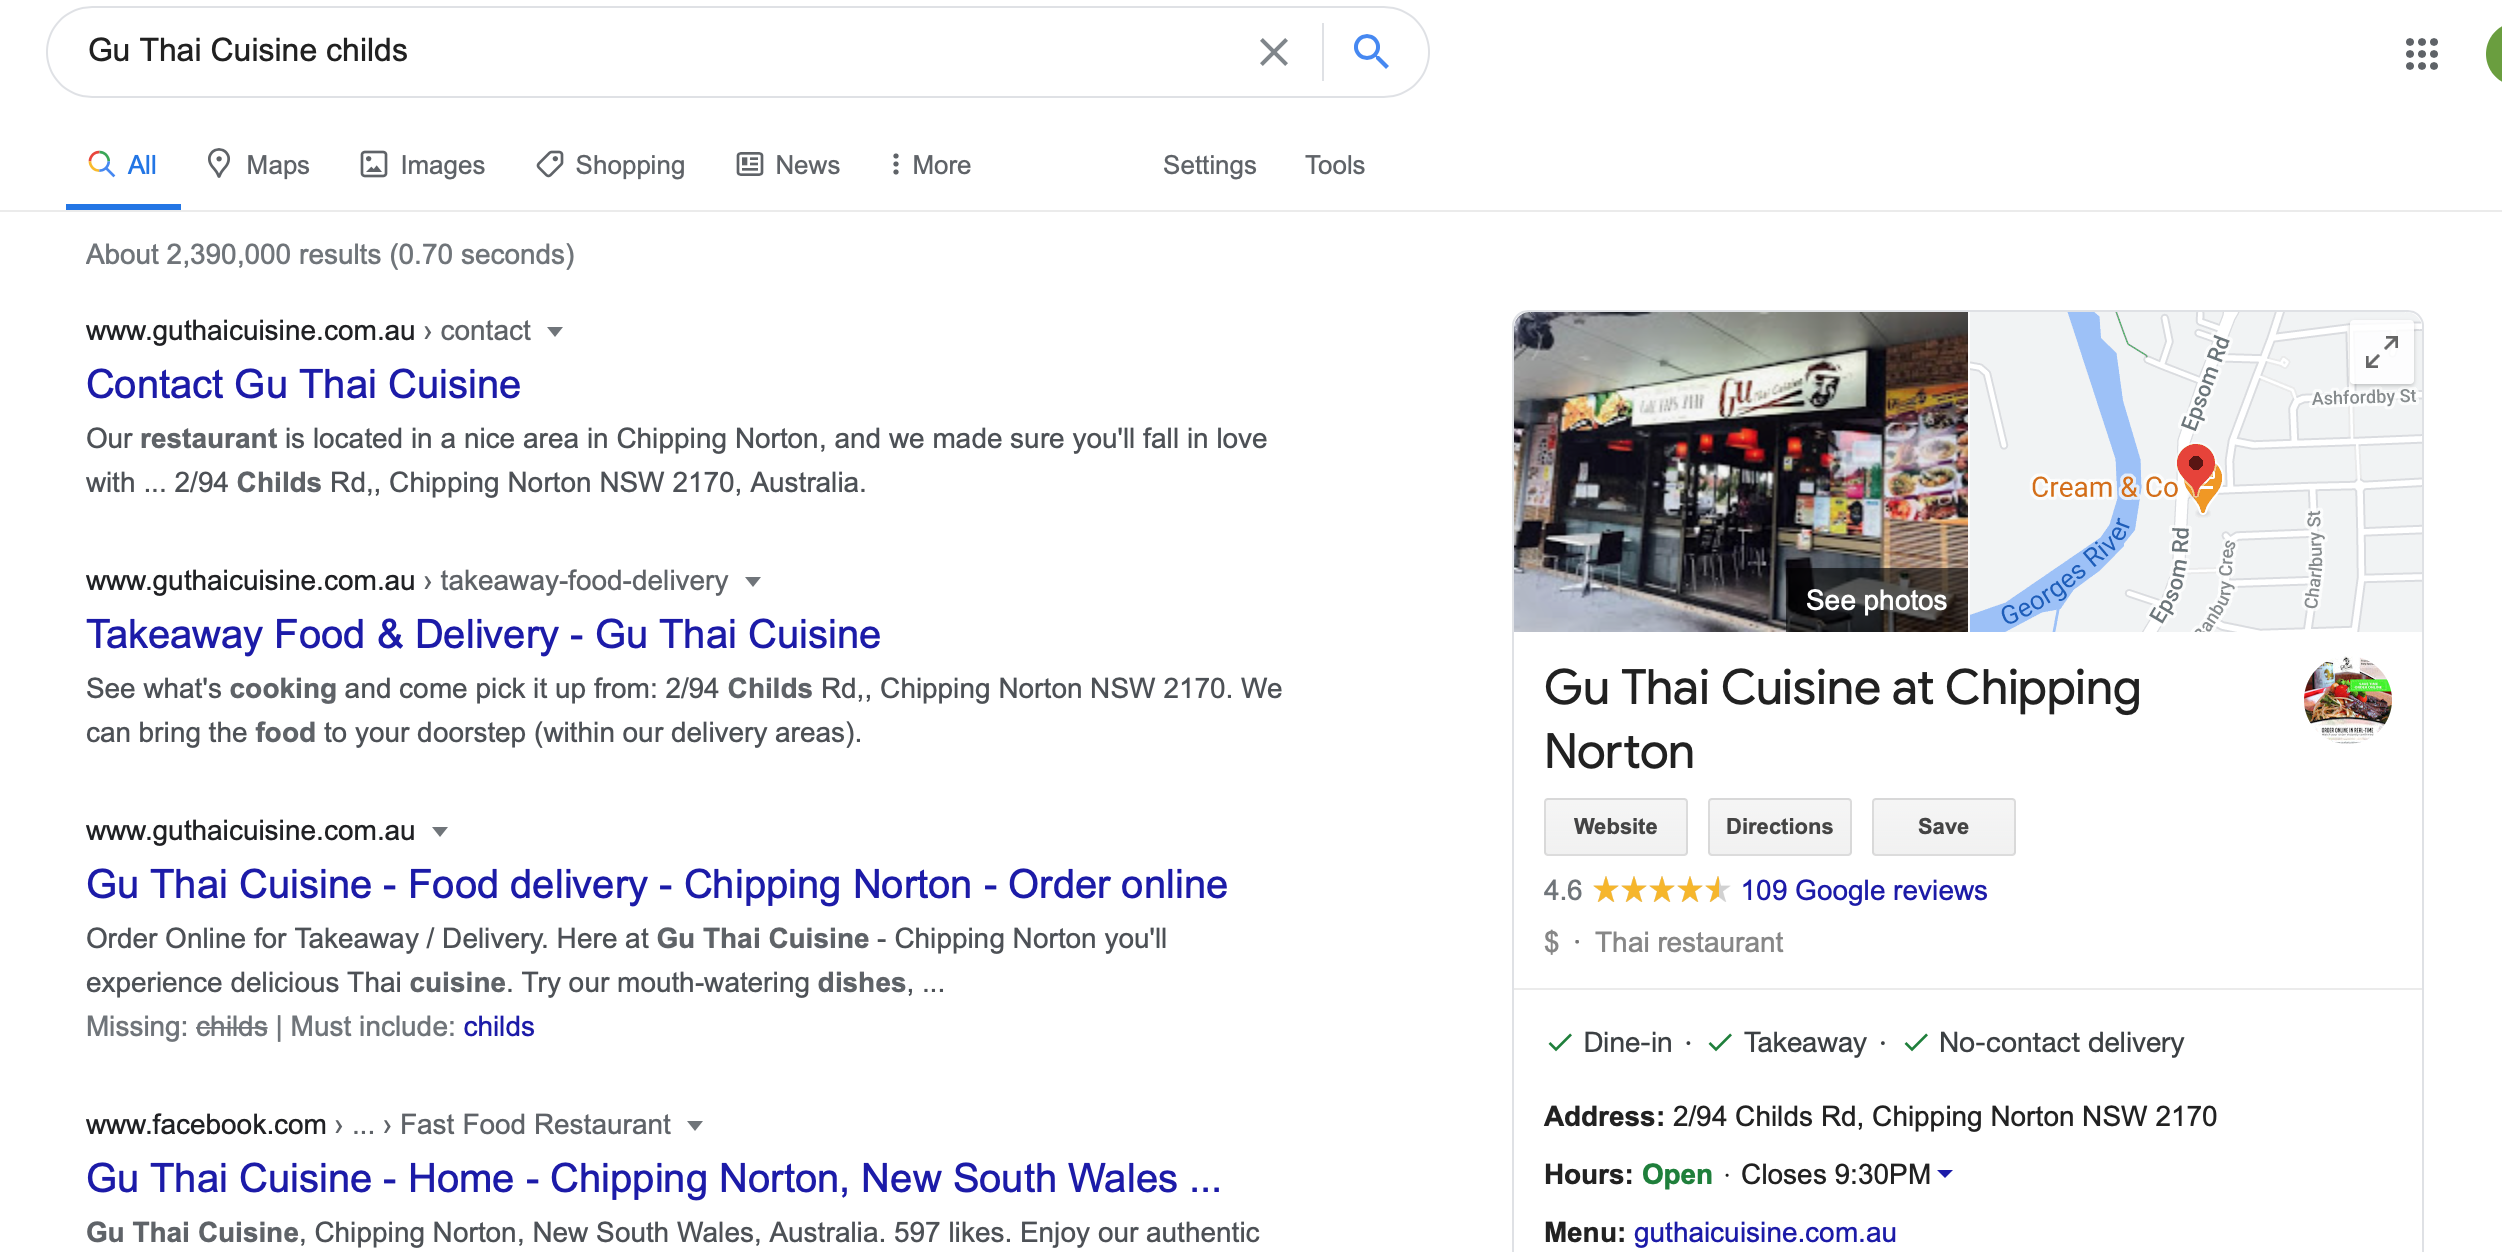 Gu Thai Cuisine childs
All Maps Images Shopping News More Settings Tools
About 2,390,000 results (0.70 seconds)
www.guthaicuisine.com.au › contact
Contact Gu Thai Cuisine
Our restaurant is located in a nice area in Chipping Norton, and we made sure you'll fall in love
with ... 2/94 Childs Rd,, Chipping Norton NSW 2170, Australia.
www.guthaicuisine.com.au › takeaway-food-delivery
Takeaway Food & Delivery - Gu Thai Cuisine
See what's cooking and come pick it up from: 2/94 Childs Rd,, Chipping Norton NSW 2170. We
can bring the food to your doorstep (within our delivery areas).
www.guthaicuisine.com.au
Gu Thai Cuisine - Food delivery - Chipping Norton - Order online
Order Online for Takeaway / Delivery. Here at Gu Thai Cuisine - Chipping Norton you'll
experience delicious Thai cuisine. Try our mouth-watering dishes, ...
Missing: childs | Must include: childs
www.facebook.com › ... › Fast Food Restaurant
Gu Thai Cuisine - Home - Chipping Norton, New South Wales ...
Gu Thai Cuisine, Chipping Norton, New South Wales, Australia. 597 likes. Enjoy our authentic
Gu Thai Cuisine
See photos
Epsom Rd
Ashfordby St
Cream & Co
Georges River
Epsom Rd
Banbury Cres
Charlbury St
Gu Thai Cuisine at Chipping
Norton
Website Directions Save
4.6 109 Google reviews
$ · Thai restaurant
Dine-in · Takeaway · No-contact delivery
Address: 2/94 Childs Rd, Chipping Norton NSW 2170
Hours: Open · Closes 9:30PM
Menu: guthaicuisine.com.au